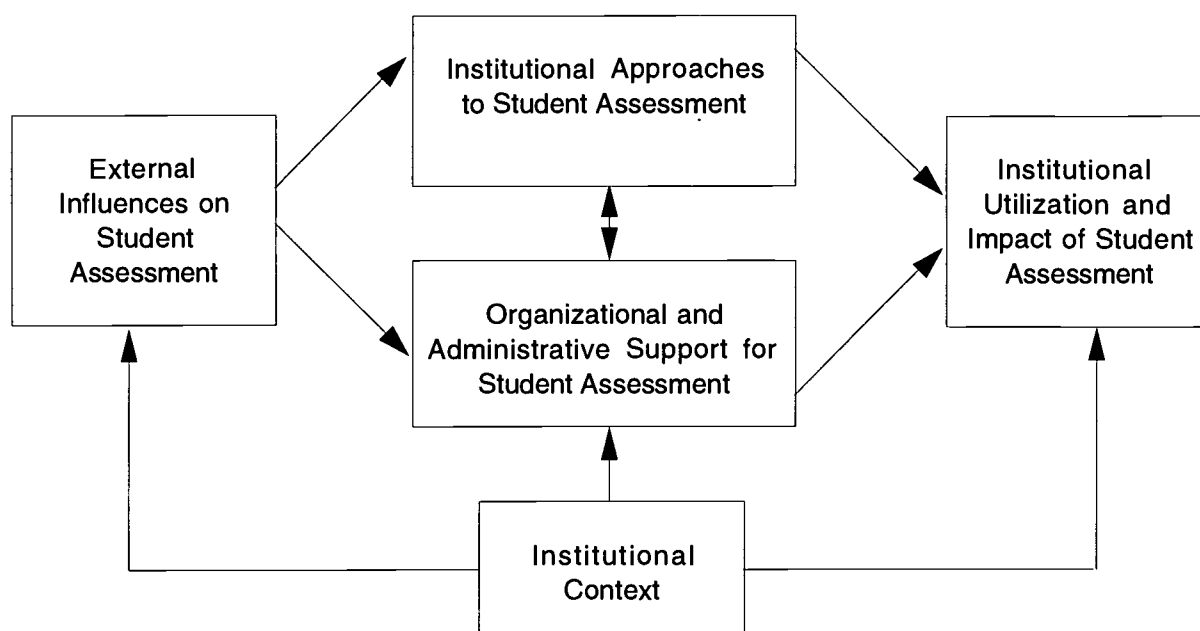 Institutional Approaches
to Student Assessment
External
Influences on
Student
Assessment
Institutional
Utilization and
Impact of Student
Assessment
Organizational and
Administrative Support for
Student Assessment
Institutional
Context